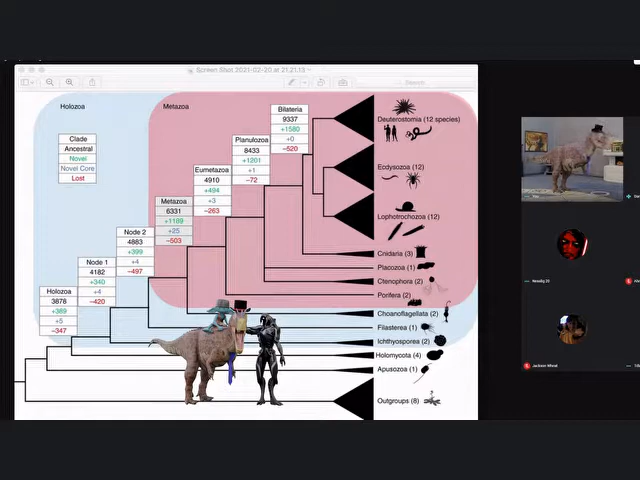 Screen Shot 2021-02-20 at 21.21.13
Search
Holozoa
Metazoa
Clade
Ancestral
Novel
Novel Core
Lost
Bilateria
9337
+1580
+0
-520
Planulozoa
8433
+1201
+1
-72
Eumetazoa
4910
+494
+3
-263
Metazoa
6331
+1189
+25
-503
Node 2
4883
+399
+4
-497
Node 1
4182
+340
+4
-420
Holozoa
3878
+389
+5
-347
Deuterostomia (12 species)
Ecdysozoa (12)
Lophotrochozoa (12)
Cnidaria (3)
Placozoa (1)
Ctenophora (2)
Porifera (2)
Choanoflagellata (2)
Filasterea (1)
Ichthyosporea (2)
Holomycota (4)
Apusozoa (1)
Outgroups (8)
Jackson Wheat